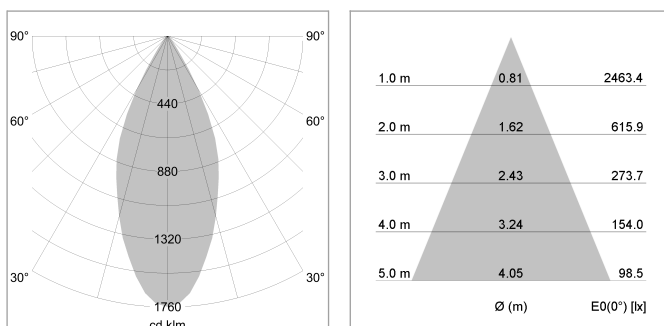 90° 90°
440
60° 60°
880
1320
30° 30°
1760
cd klm
1.0 m 0.81 2463.4
2.0 m 1.62 615.9
3.0 m 2.43 273.7
4.0 m 3.24 154.0
5.0 m 4.05 98.5
Ø (m) E0(0°) [lx]